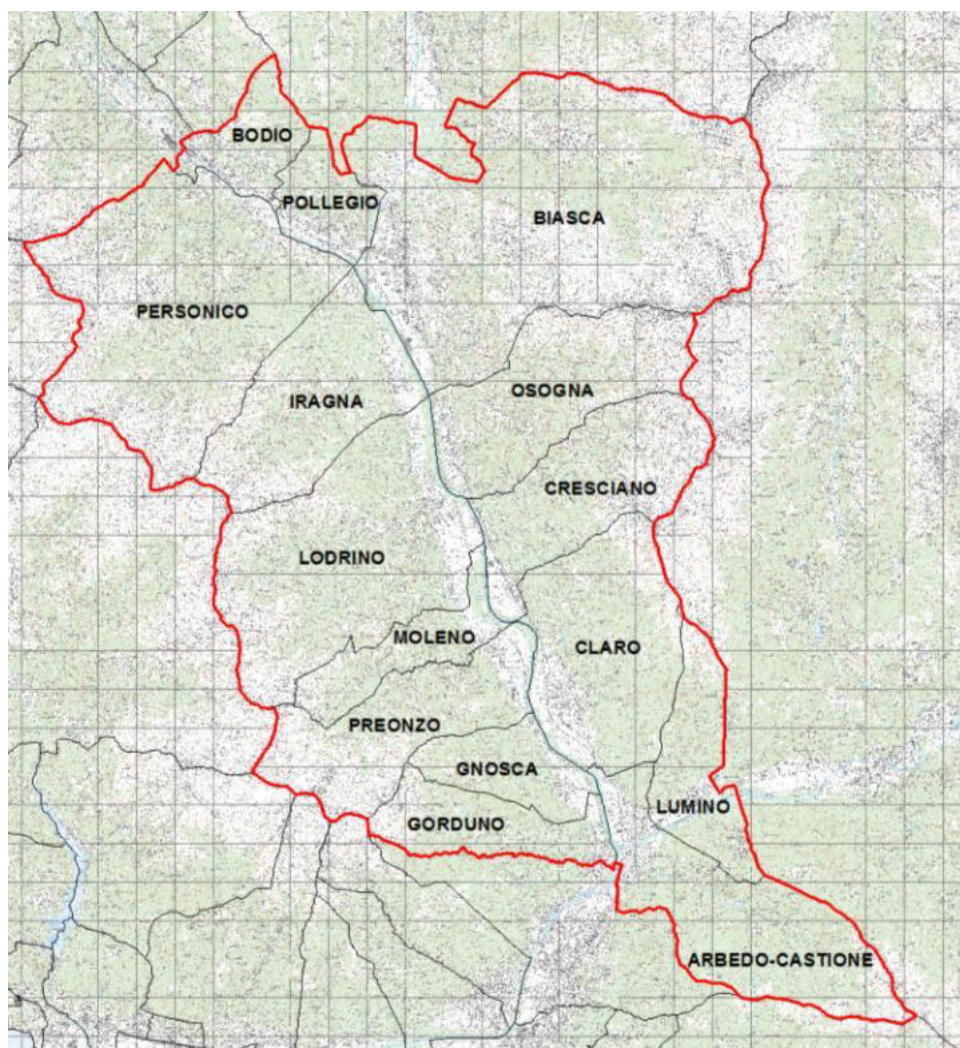 BODIO
POLLEGIO
BIASCA
PERSONICO
IRAGNA
OSOGNA
CRESCIANO
LODRINO
MOLENO
CLARO
PREONZO
GNOSCA
LUMINO
GORDUNO
ARBEDO-CASTIONE